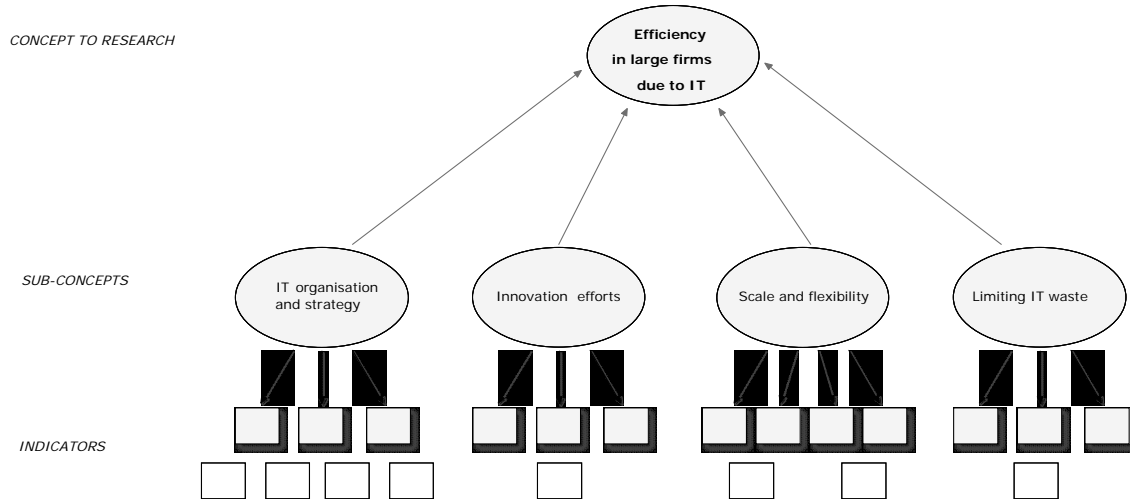 CONCEPT TO RESEARCH
Efficiency
in large firms
due to IT
SUB-CONCEPTS
IT organisation
and strategy
Innovation efforts
Scale and flexibility
Limiting IT waste
INDICATORS